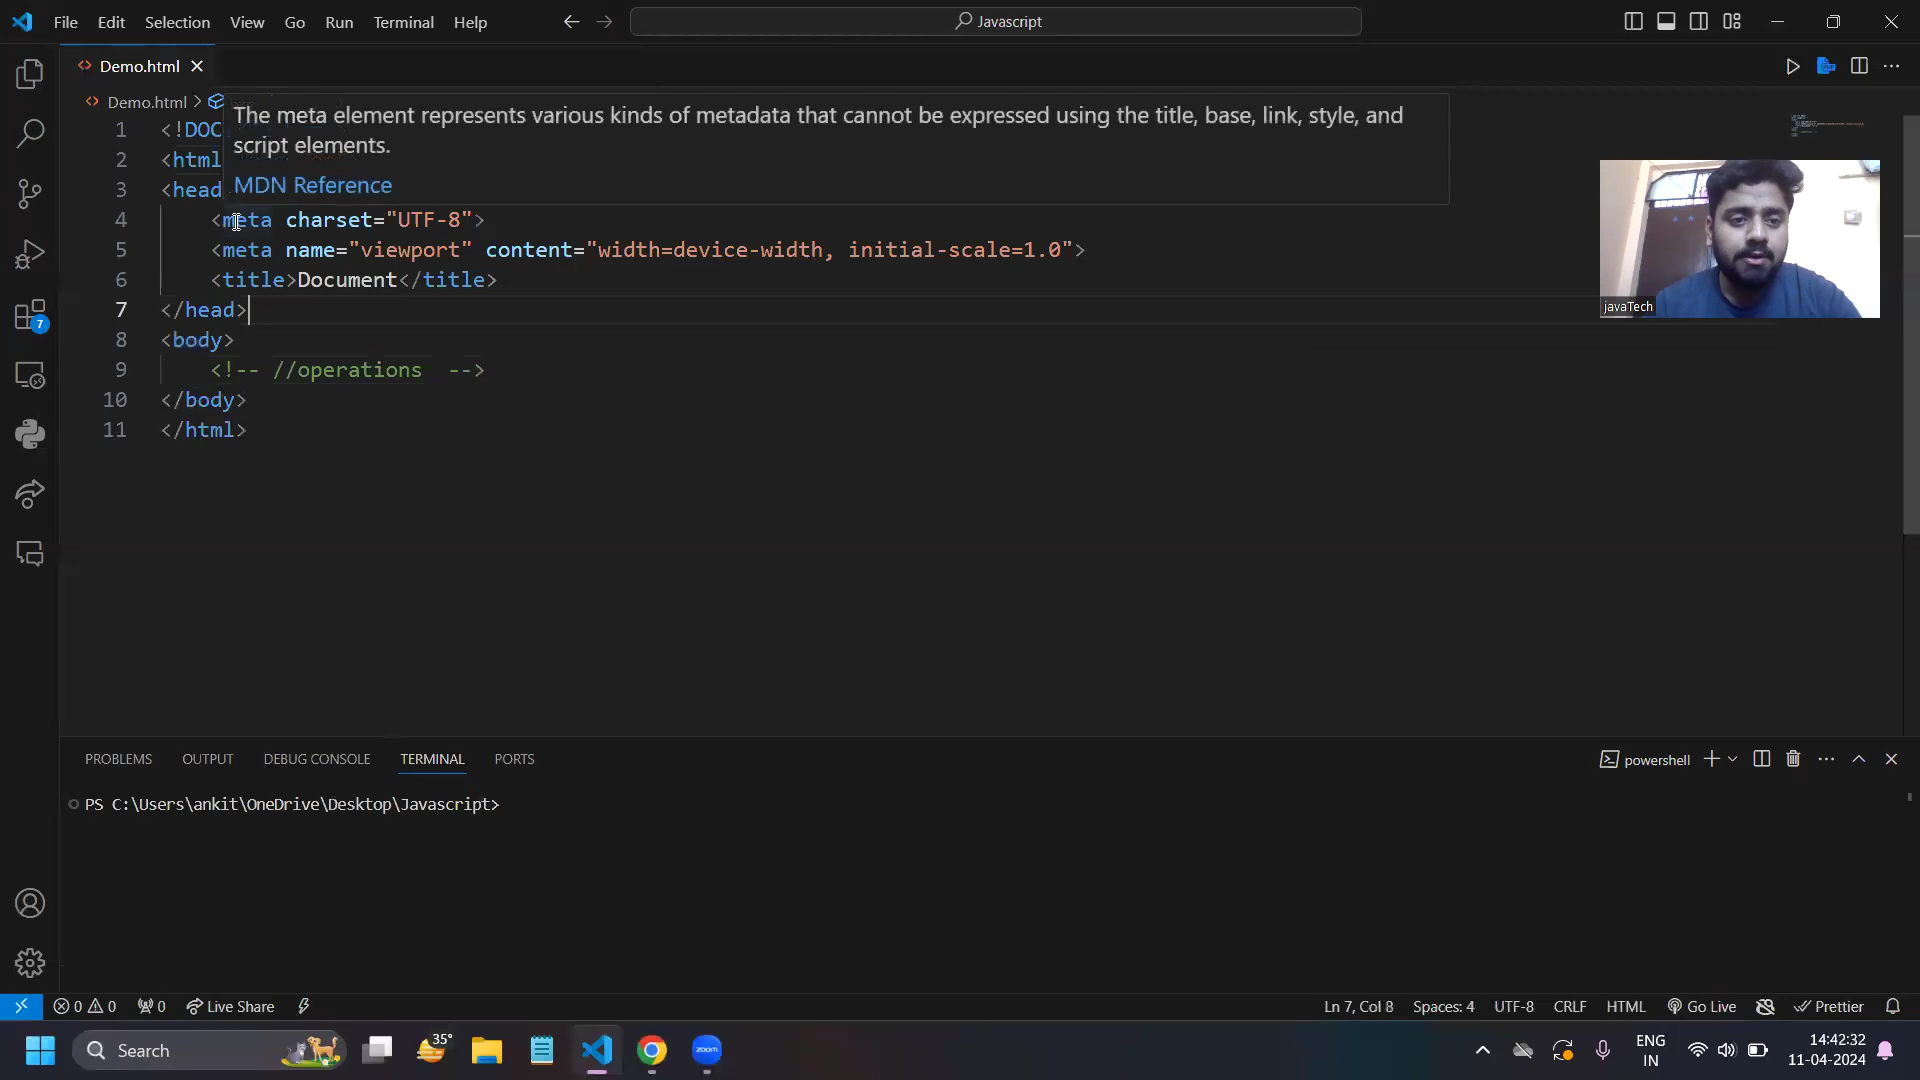 File Edit Selection View Go Run Terminal Help
Javascript
Demo.html
Demo.html >
The meta element represents various kinds of metadata that cannot be expressed using the title, base, link, style, and
script elements.
MDN Reference
1 <!DOC
2 <html
3 <head
4 <meta charset="UTF-8">
5 <meta name="viewport" content="width=device-width, initial-scale=1.0">
6 <title>Document</title>
7 </head>
8 <body>
9 <!-- //operations -->
10 </body>
11 </html>
javaTech
7
PROBLEMS OUTPUT DEBUG CONSOLE TERMINAL PORTS
powershell
PS C:\Users\ankit\OneDrive\Desktop\Javascript>
0 0 0 Live Share
Ln 7, Col 8 Spaces: 4 UTF-8 CRLF HTML Go Live Prettier
Search
35°
zoom
ENG
IN
14:42:32
11-04-2024